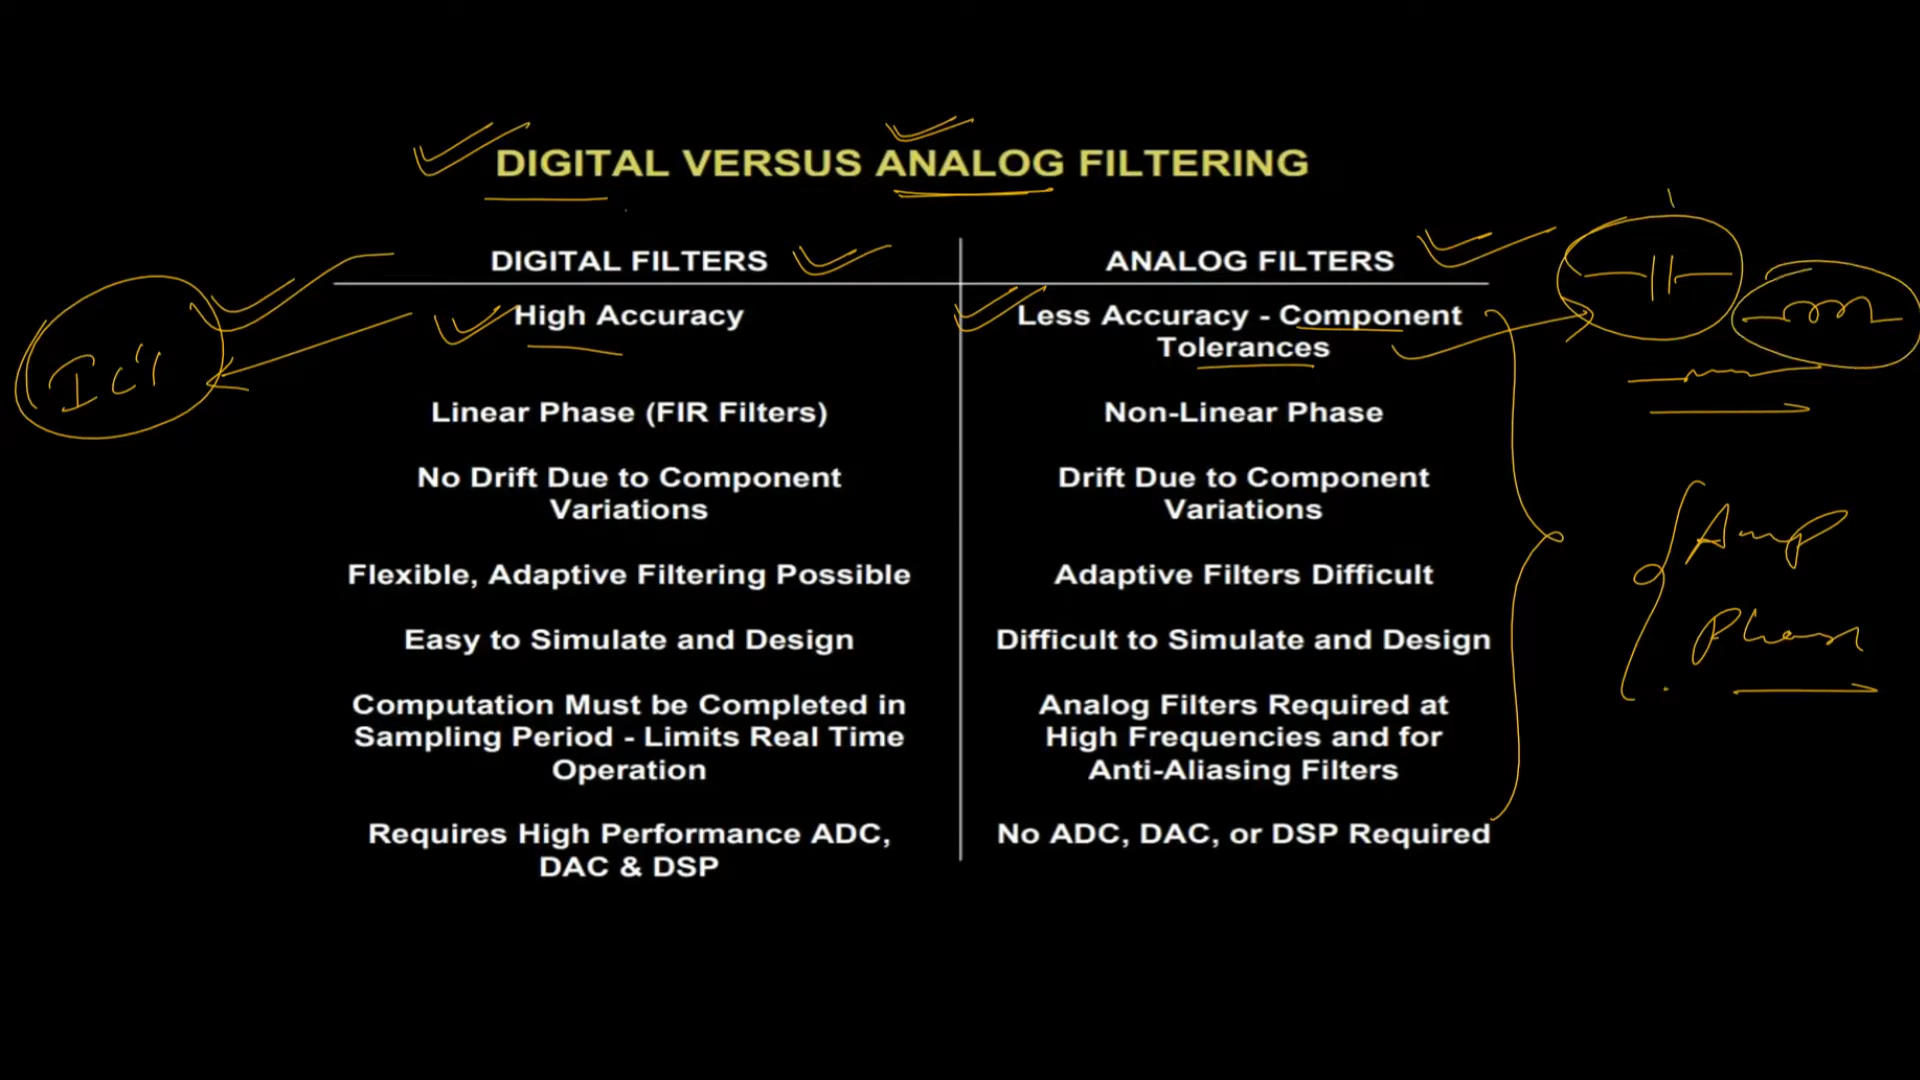 DIGITAL VERSUS ANALOG FILTERING
DIGITAL FILTERS
ANALOG FILTERS
High Accuracy
Less Accuracy - Component
Tolerances
Linear Phase (FIR Filters)
Non-Linear Phase
No Drift Due to Component
Variations
Drift Due to Component
Variations
Flexible, Adaptive Filtering Possible
Adaptive Filters Difficult
Easy to Simulate and Design
Difficult to Simulate and Design
Computation Must be Completed in
Sampling Period - Limits Real Time
Operation
Analog Filters Required at
High Frequencies and for
Anti-Aliasing Filters
Requires High Performance ADC,
DAC & DSP
No ADC, DAC, or DSP Required
IC's
Amp
Phase